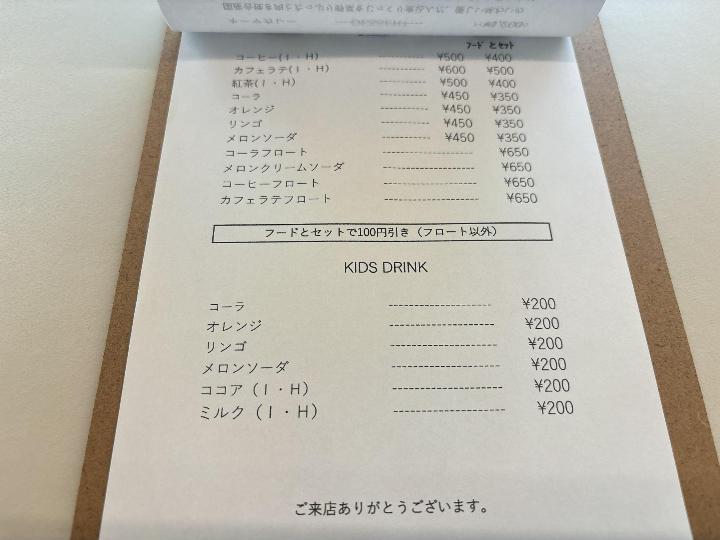 フードとセット
コーヒー(I・H) ---------- ¥500 ¥400
カフェラテ(I・H) ---------- ¥600 ¥500
紅茶(I・H) ---------- ¥500 ¥400
コーラ ---------- ¥450 ¥350
オレンジ ---------- ¥450 ¥350
リンゴ ---------- ¥450 ¥350
メロンソーダ ---------- ¥450 ¥350
コーラフロート -------------------- ¥650
メロンクリームソーダ -------------------- ¥650
コーヒーフロート -------------------- ¥650
カフェラテフロート -------------------- ¥650
フードとセットで100円引き（フロート以外）
KIDS DRINK
コーラ -------------------- ¥200
オレンジ -------------------- ¥200
リンゴ -------------------- ¥200
メロンソーダ -------------------- ¥200
ココア（I・H） -------------------- ¥200
ミルク（I・H） -------------------- ¥200
ご来店ありがとうございます。